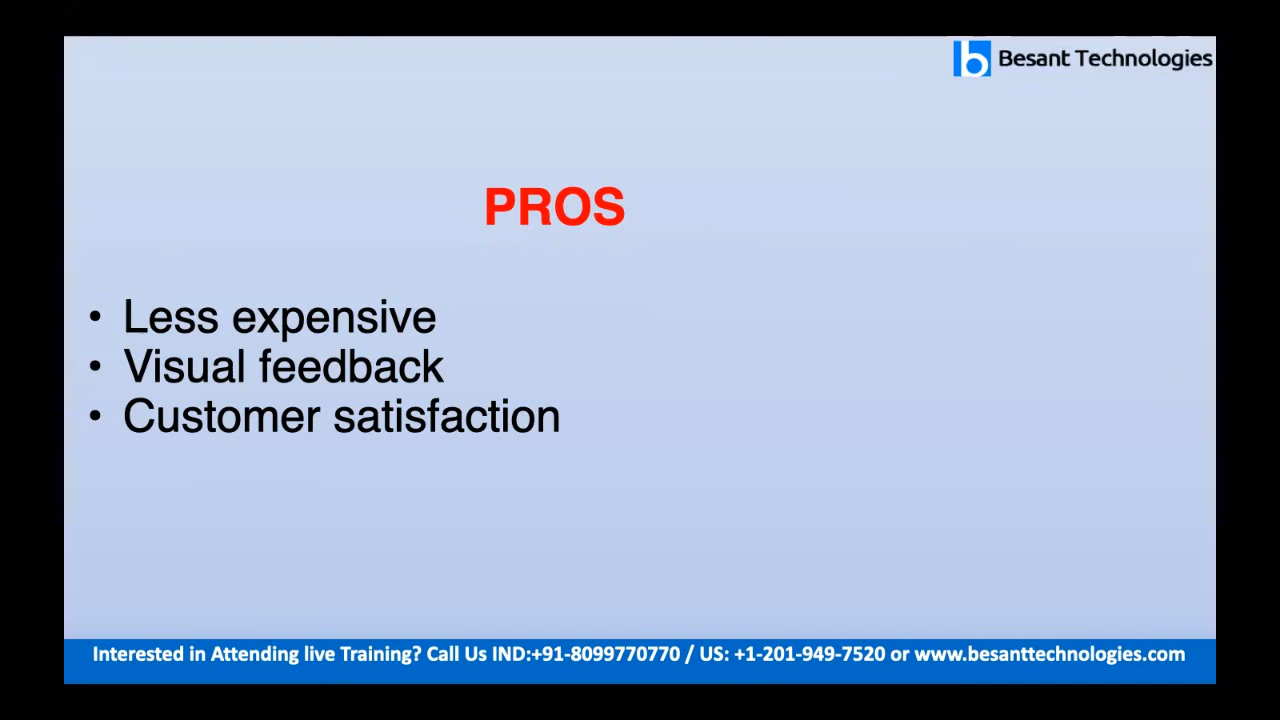 Besant Technologies
PROS
• Less expensive
• Visual feedback
• Customer satisfaction
Interested in Attending live Training? Call Us IND:+91-8099770770 / US: +1-201-949-7520 or www.besanttechnologies.com